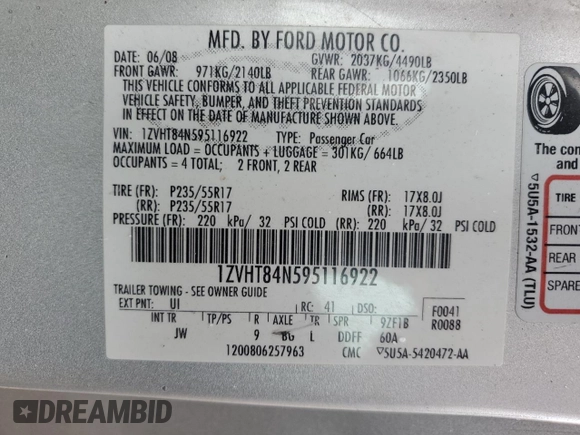 MFD. BY FORD MOTOR CO.
DATE: 06/08 GVWR: 2037KG/4490LB
FRONT GAWR: 971KG/2140LB REAR GAWR: 1066KG/2350LB
THIS VEHICLE CONFORMS TO ALL APPLICABLE FEDERAL MOTOR
VEHICLE SAFETY, BUMPER, AND THEFT PREVENTION STANDARDS
IN EFFECT ON THE DATE OF MANUFACTURE SHOWN ABOVE.
VIN: 1ZVHT84N595116922 TYPE: Passenger Car
MAXIMUM LOAD = OCCUPANTS + LUGGAGE = 301KG/ 664LB
OCCUPANTS = 4 TOTAL; 2 FRONT, 2 REAR
TIRE (FR): P235/55R17 RIMS (FR): 17X8.0J
(RR): P235/55R17 (RR): 17X8.0J
PRESSURE (FR): 220 kPa/ 32 PSI COLD (RR): 220 kPa/ 32 PSI COLD
1ZVHT84N595116922
TRAILER TOWING - SEE OWNER GUIDE
EXT PNT: UI RC: 41 DSO: F0041
INT TR TP/PS R AXLE TR SPR 9ZF1B R0088
JW 9 BG L DDFF 60A
1200806257963 CMC ▽5U5A-5420472-AA
The con
and
TIRE
FRONT
REAR
SPARE
▽5U5A-1532-AA (TLU)
DREAMBID